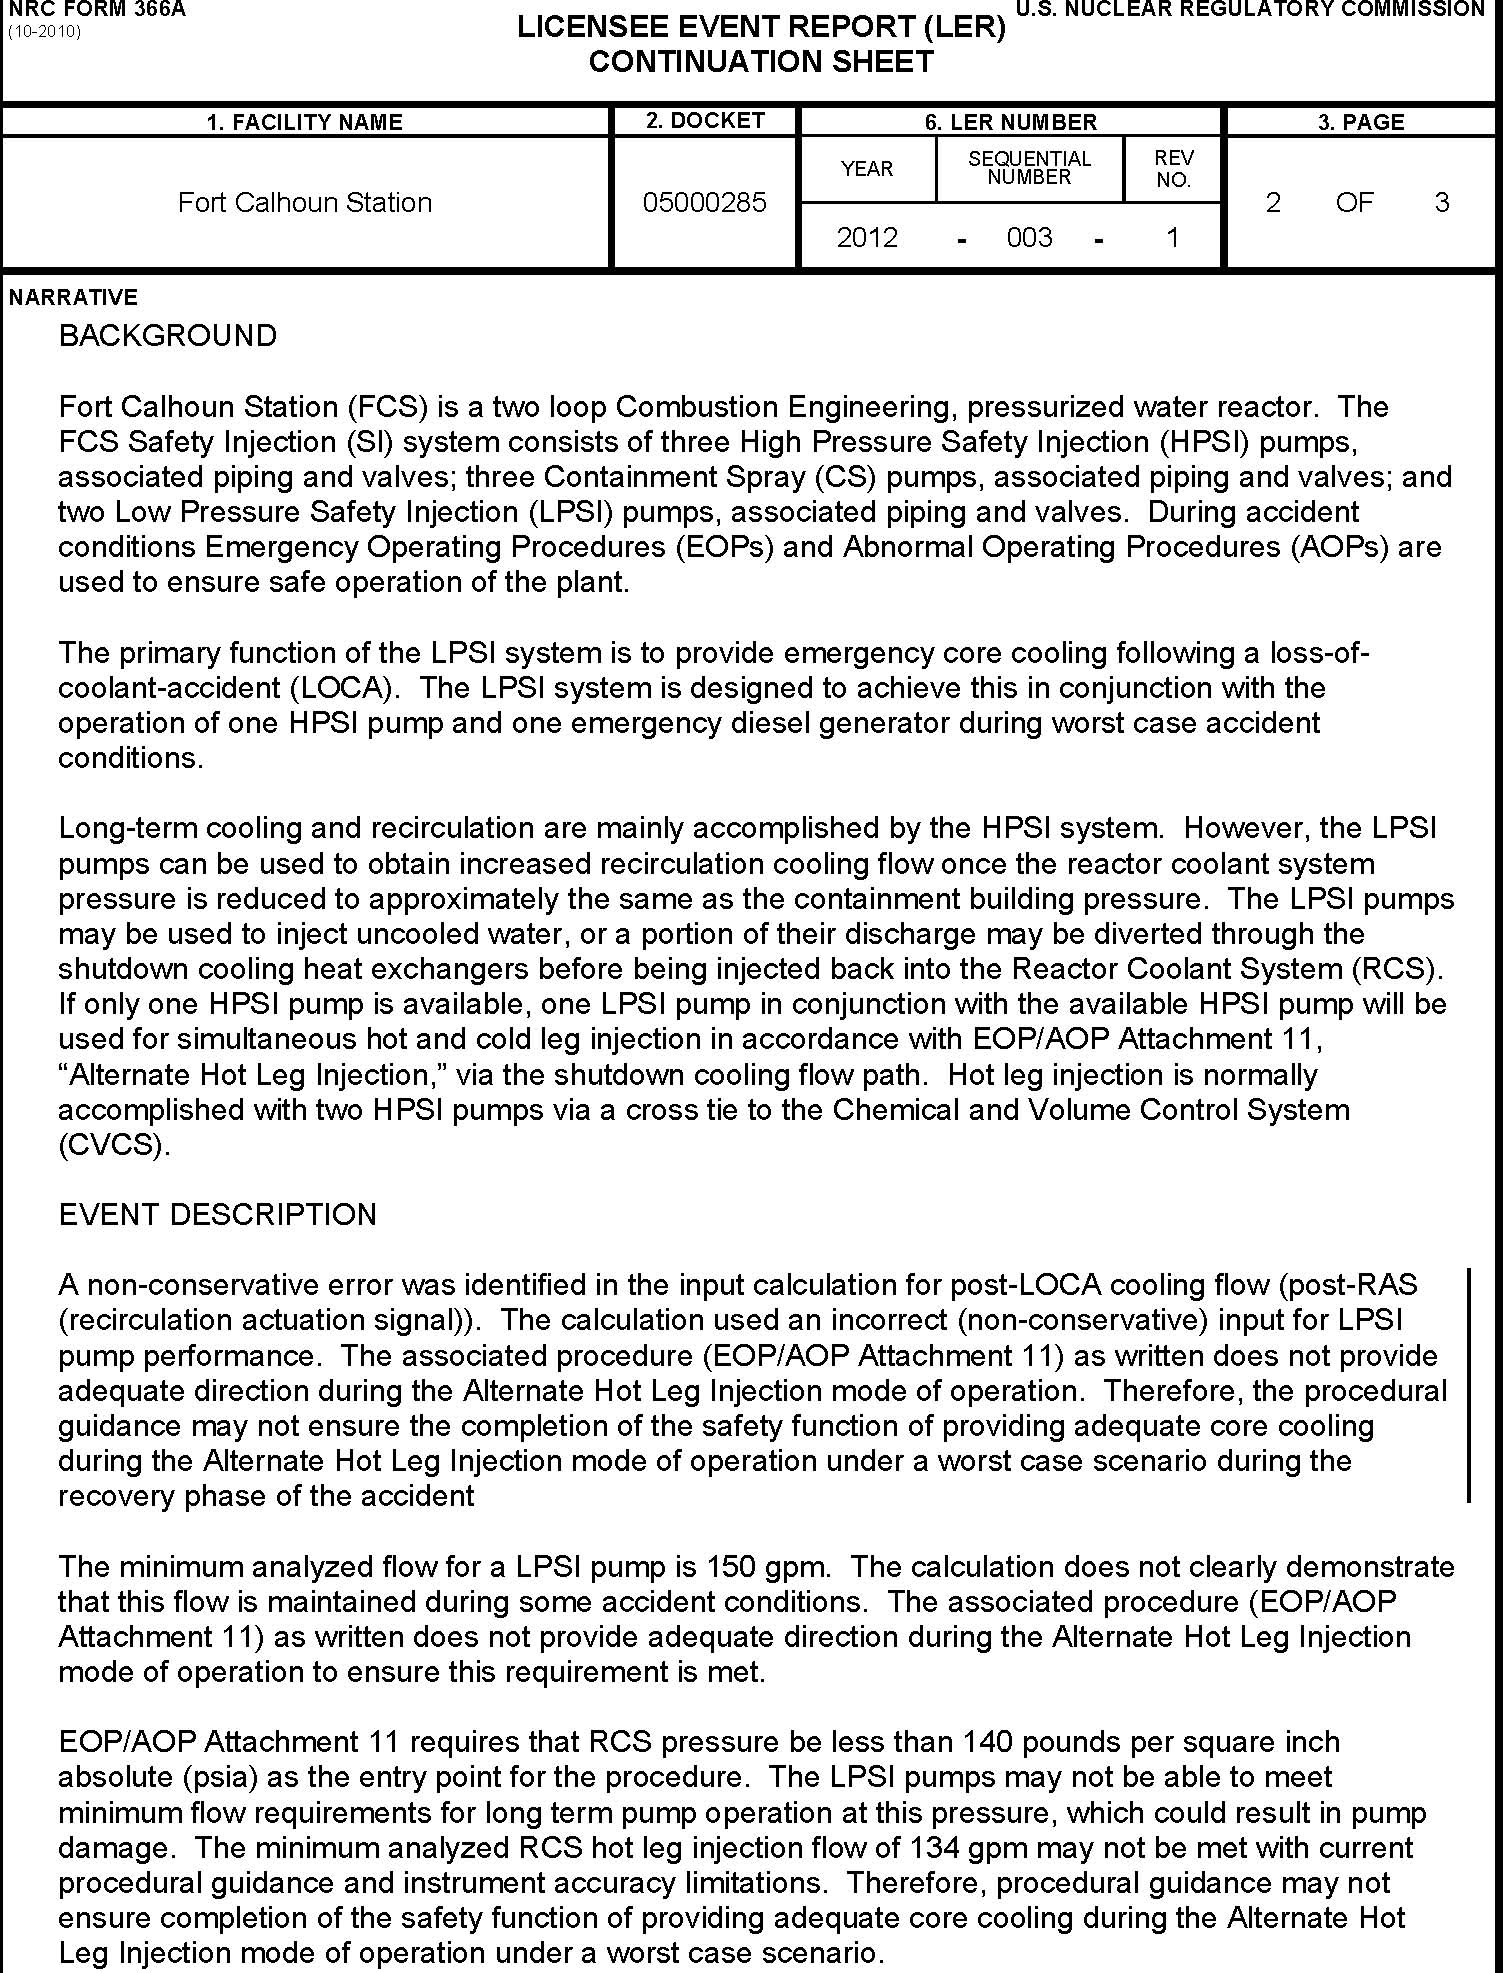 NRC FORM 366A
(10-2010)
U.S. NUCLEAR REGULATORY COMMISSION
LICENSEE EVENT REPORT (LER)
CONTINUATION SHEET
1. FACILITY NAME
2. DOCKET
6. LER NUMBER
3. PAGE
Fort Calhoun Station
05000285
YEAR
SEQUENTIAL
NUMBER
REV
NO.
2 OF 3
2012 - 003 - 1
NARRATIVE
BACKGROUND
Fort Calhoun Station (FCS) is a two loop Combustion Engineering, pressurized water reactor. The
FCS Safety Injection (SI) system consists of three High Pressure Safety Injection (HPSI) pumps,
associated piping and valves; three Containment Spray (CS) pumps, associated piping and valves; and
two Low Pressure Safety Injection (LPSI) pumps, associated piping and valves. During accident
conditions Emergency Operating Procedures (EOPs) and Abnormal Operating Procedures (AOPs) are
used to ensure safe operation of the plant.
The primary function of the LPSI system is to provide emergency core cooling following a loss-of-
coolant-accident (LOCA). The LPSI system is designed to achieve this in conjunction with the
operation of one HPSI pump and one emergency diesel generator during worst case accident
conditions.
Long-term cooling and recirculation are mainly accomplished by the HPSI system. However, the LPSI
pumps can be used to obtain increased recirculation cooling flow once the reactor coolant system
pressure is reduced to approximately the same as the containment building pressure. The LPSI pumps
may be used to inject uncooled water, or a portion of their discharge may be diverted through the
shutdown cooling heat exchangers before being injected back into the Reactor Coolant System (RCS).
If only one HPSI pump is available, one LPSI pump in conjunction with the available HPSI pump will be
used for simultaneous hot and cold leg injection in accordance with EOP/AOP Attachment 11,
“Alternate Hot Leg Injection,” via the shutdown cooling flow path. Hot leg injection is normally
accomplished with two HPSI pumps via a cross tie to the Chemical and Volume Control System
(CVCS).
EVENT DESCRIPTION
A non-conservative error was identified in the input calculation for post-LOCA cooling flow (post-RAS
(recirculation actuation signal)). The calculation used an incorrect (non-conservative) input for LPSI
pump performance. The associated procedure (EOP/AOP Attachment 11) as written does not provide
adequate direction during the Alternate Hot Leg Injection mode of operation. Therefore, the procedural
guidance may not ensure the completion of the safety function of providing adequate core cooling
during the Alternate Hot Leg Injection mode of operation under a worst case scenario during the
recovery phase of the accident
The minimum analyzed flow for a LPSI pump is 150 gpm. The calculation does not clearly demonstrate
that this flow is maintained during some accident conditions. The associated procedure (EOP/AOP
Attachment 11) as written does not provide adequate direction during the Alternate Hot Leg Injection
mode of operation to ensure this requirement is met.
EOP/AOP Attachment 11 requires that RCS pressure be less than 140 pounds per square inch
absolute (psia) as the entry point for the procedure. The LPSI pumps may not be able to meet
minimum flow requirements for long term pump operation at this pressure, which could result in pump
damage. The minimum analyzed RCS hot leg injection flow of 134 gpm may not be met with current
procedural guidance and instrument accuracy limitations. Therefore, procedural guidance may not
ensure completion of the safety function of providing adequate core cooling during the Alternate Hot
Leg Injection mode of operation under a worst case scenario.